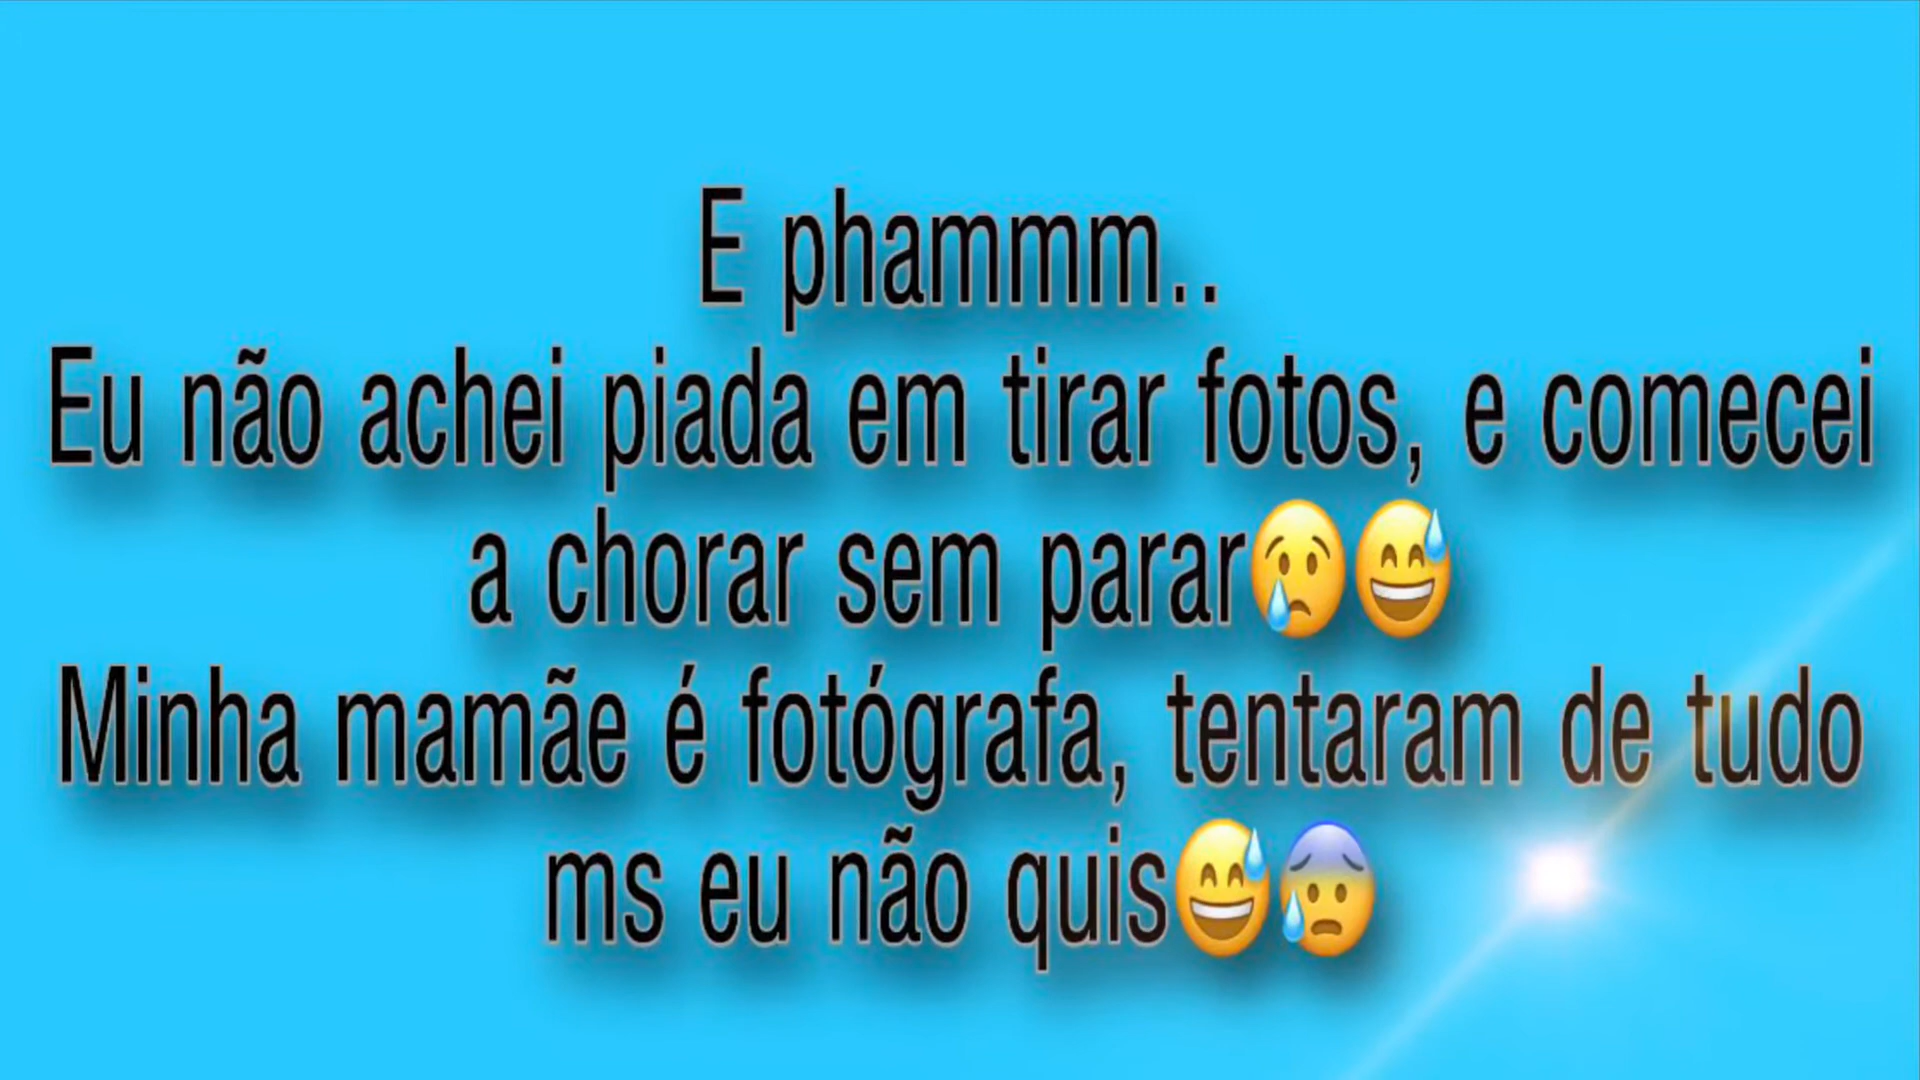 E phammm..
Eu não achei piada em tirar fotos, e comecei
a chorar sem parar😢😅
Minha mamãe é fotógrafa, tentaram de tudo
ms eu não quis😅😰